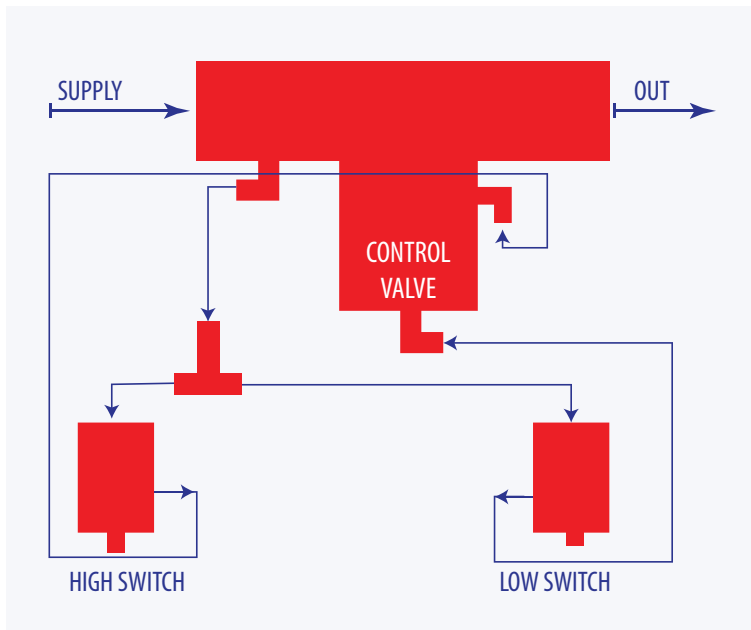 SUPPLY
OUT
CONTROL
VALVE
HIGH SWITCH
LOW SWITCH